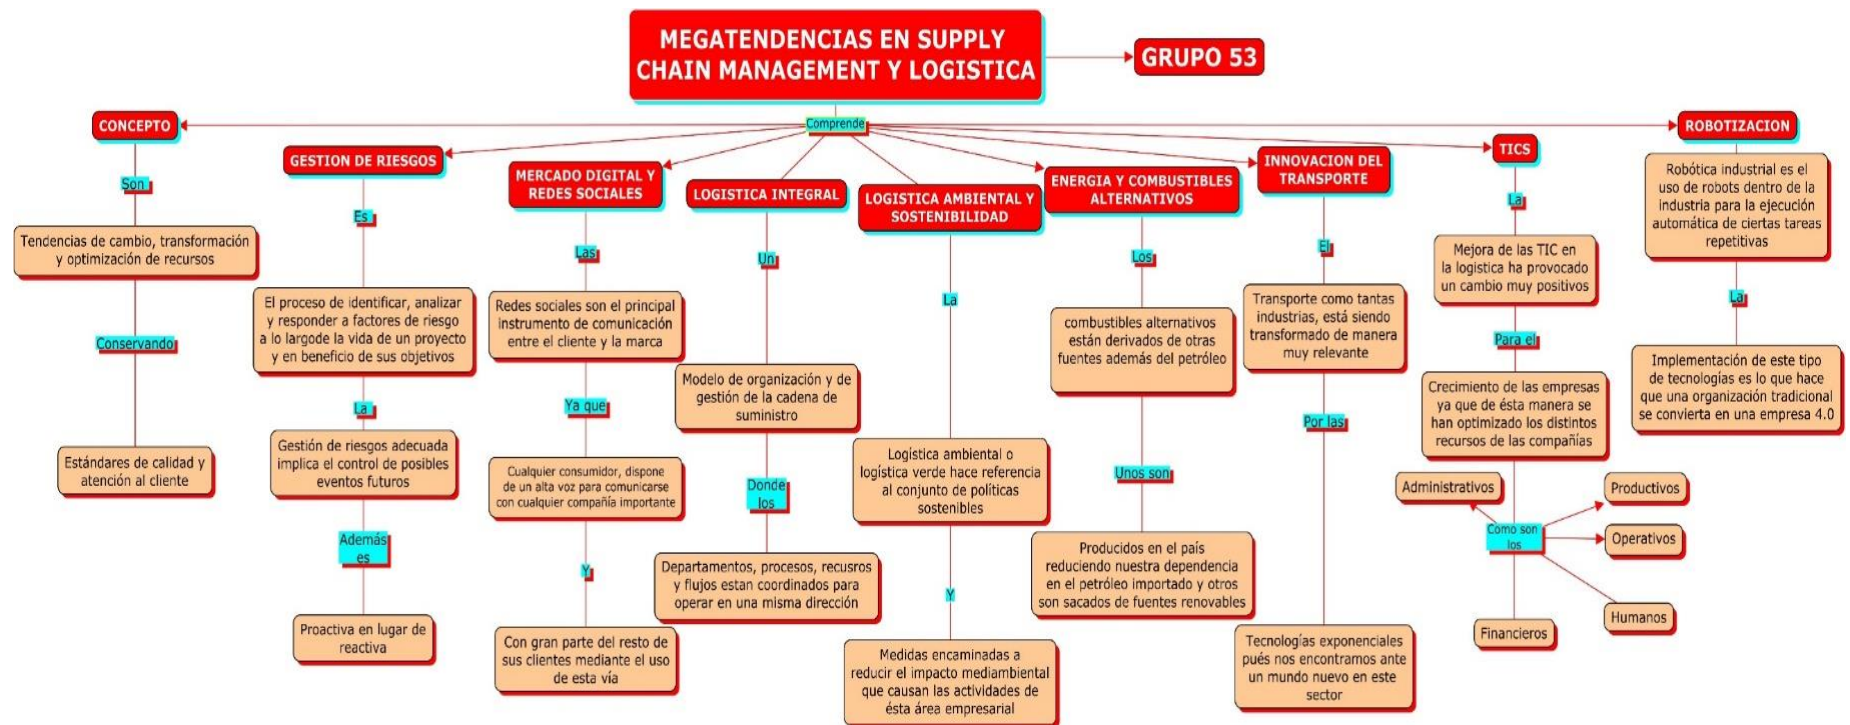 MEGATENDENCIAS EN SUPPLY
CHAIN MANAGEMENT Y LOGISTICA
GRUPO 53
Comprende
CONCEPTO
Son
Tendencias de cambio, transformación
y optimización de recursos
Conservando
Estándares de calidad y
atención al cliente
GESTION DE RIESGOS
Es
El proceso de identificar, analizar
y responder a factores de riesgo
a lo largode la vida de un proyecto
y en beneficio de sus objetivos
La
Gestión de riesgos adecuada
implica el control de posibles
eventos futuros
Además
es
Proactiva en lugar de
reactiva
MERCADO DIGITAL Y
REDES SOCIALES
Las
Redes sociales son el principal
instrumento de comunicación
entre el cliente y la marca
Ya que
Cualquier consumidor, dispone
de un alta voz para comunicarse
con cualquier compañía importante
Y
Con gran parte del resto de
sus clientes mediante el uso
de esta vía
LOGISTICA INTEGRAL
Un
Modelo de organización y de
gestión de la cadena de
suministro
Donde
los
Departamentos, procesos, recusros
y flujos estan coordinados para
operar en una misma dirección
LOGISTICA AMBIENTAL Y
SOSTENIBILIDAD
La
Logística ambiental o
logística verde hace referencia
al conjunto de políticas
sostenibles
Y
Medidas encaminadas a
reducir el impacto mediambiental
que causan las actividades de
ésta área empresarial
ENERGIA Y COMBUSTIBLES
ALTERNATIVOS
Los
combustibles alternativos
están derivados de otras
fuentes además del petróleo
Unos son
Producidos en el país
reduciendo nuestra dependencia
en el petróleo importado y otros
son sacados de fuentes renovables
INNOVACION DEL
TRANSPORTE
El
Transporte como tantas
industrias, está siendo
transformado de manera
muy relevante
Por las
Tecnologías exponenciales
pués nos encontramos ante
un mundo nuevo en este
sector
TICS
La
Mejora de las TIC en
la logistica ha provocado
un cambio muy positivos
Para el
Crecimiento de las empresas
ya que de ésta manera se
han optimizado los distintos
recursos de las compañías
Como son
los
Administrativos
Productivos
Operativos
Humanos
Financieros
ROBOTIZACION
Robótica industrial es el
uso de robots dentro de la
industria para la ejecución
automática de ciertas tareas
repetitivas
La
Implementación de este tipo
de tecnologías es lo que hace
que una organización tradicional
se convierta en una empresa 4.0